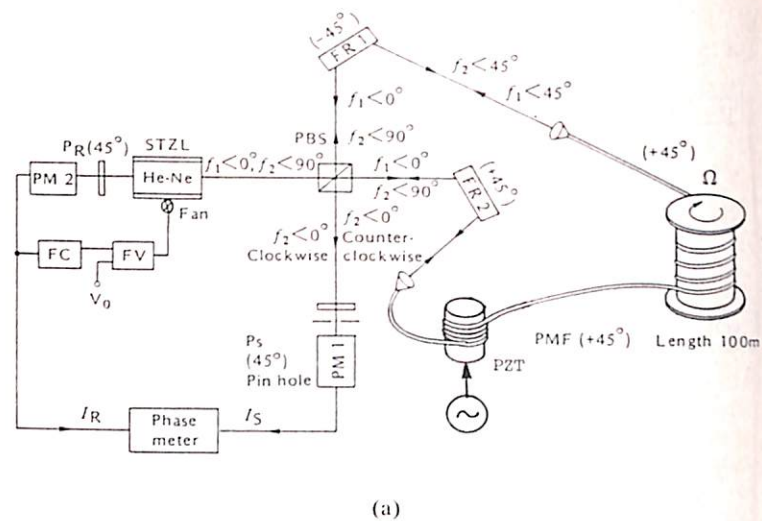 (-45°)
FR 1
f2<45°
f1<45°
f1<0°
PBS
f2<90°
PR(45°)
STZL
f1<0°, f2<90°
f1<0°
(+45°)
(+45°)
Ω
PM 2
He-Ne
f2<90°
FR 2
Fan
f2<0°
f2<0°
Counter-
Clockwise
clockwise
FC
FV
V0
Ps
(45°)
Pin hole
PM 1
PZT
PMF (+45°)
Length 100m
IR
Phase
meter
IS
(a)